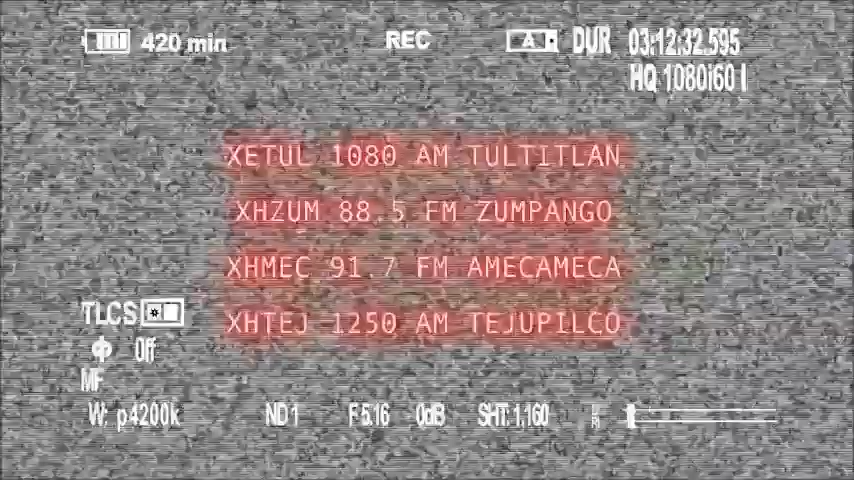 420 min
REC
A
DUR 03:12:32.595
HQ 1080i60
XETUL 1080 AM TULTITLAN
XHZUM 88.5 FM ZUMPANGO
XHMEC 91.7 FM AMECAMECA
XHTEJ 1250 AM TEJUPILCO
TLCS
Off
MF
W: p4200k ND1 F5.16 0dB SHT: 1.160